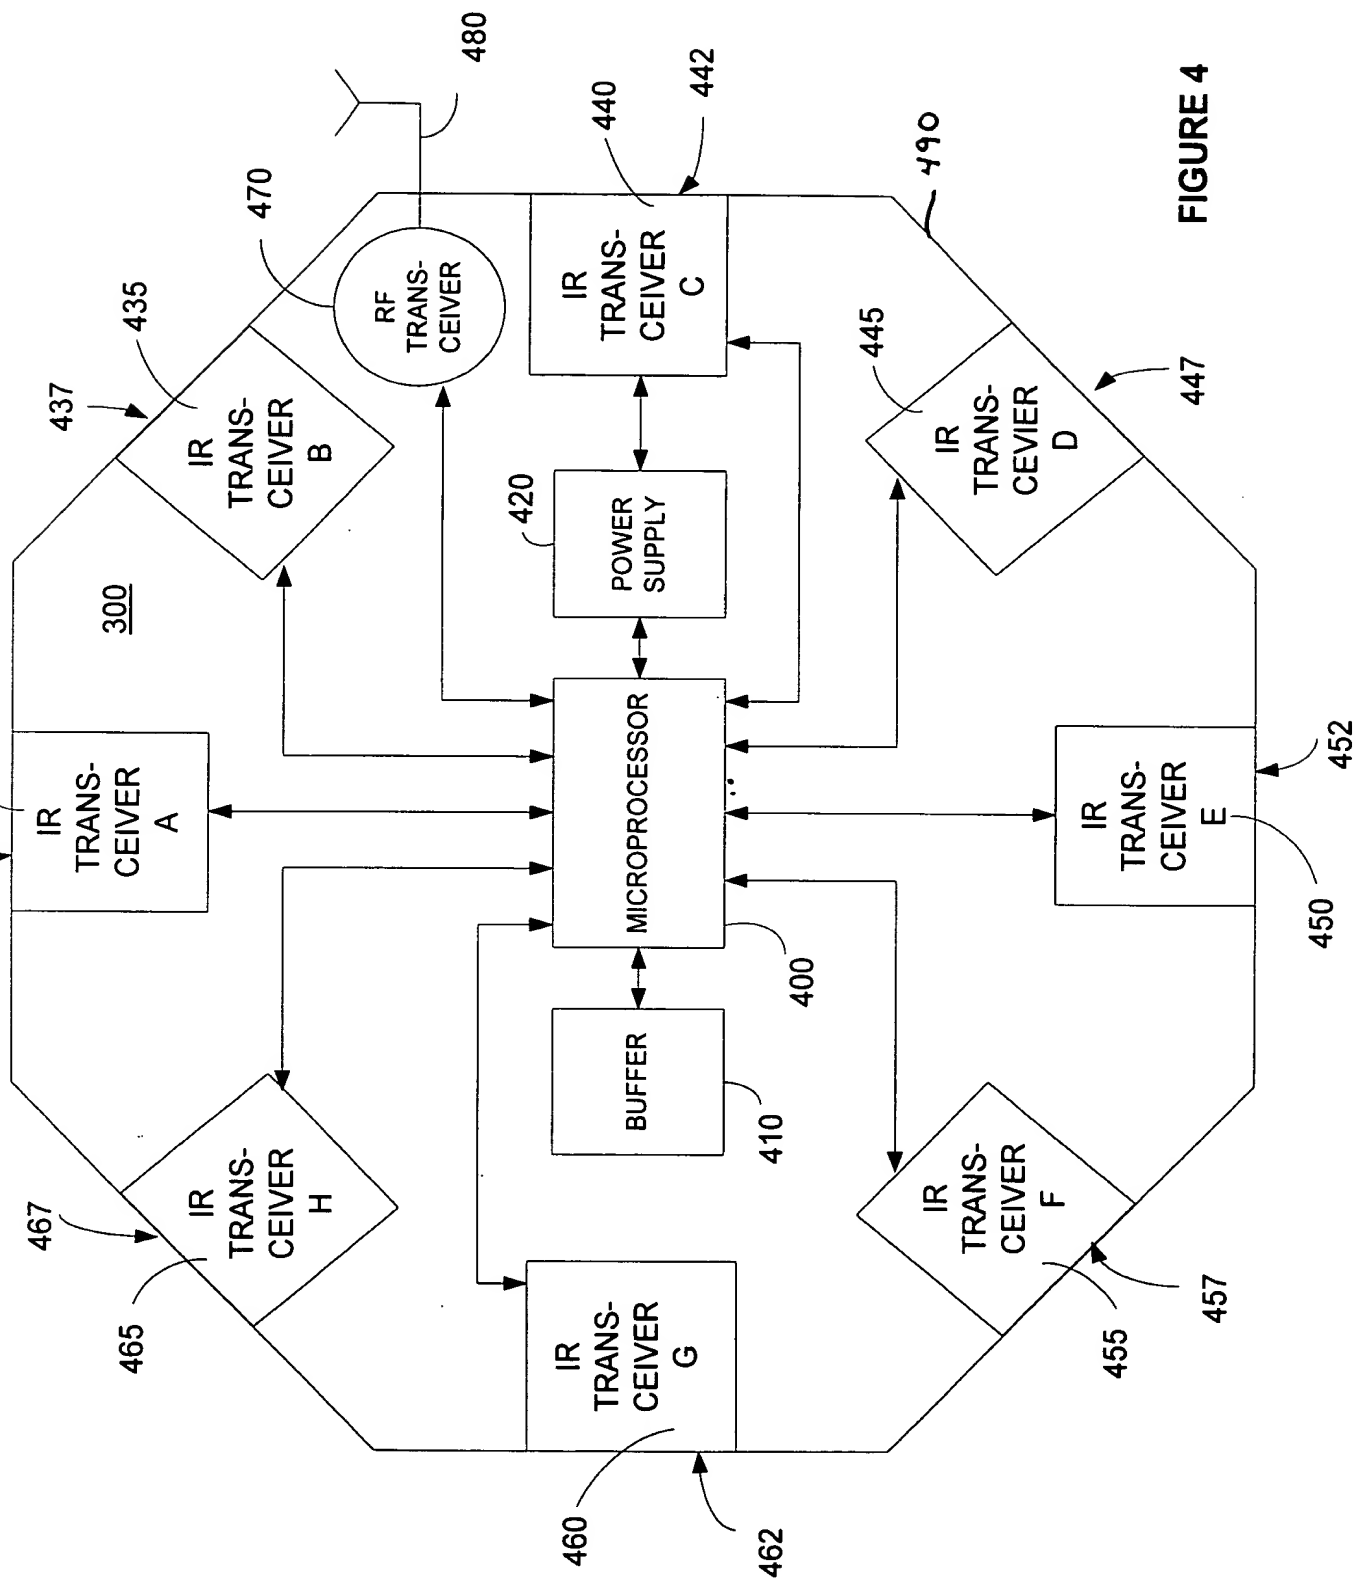 480
470
440
442
490
FIGURE 4
435
437
RF
TRANS-
CEIVER
IR
TRANS-
CEIVER
C
IR
TRANS-
CEIVER
B
445
447
420
POWER
SUPPLY
IR
TRANS-
CEVIER
D
300
IR
TRANS-
CEIVER
A
MICROPROCESSOR
IR
TRANS-
CEIVER
E
452
450
400
BUFFER
410
467
465
IR
TRANS-
CEIVER
H
IR
TRANS-
CEIVER
G
IR
TRANS-
CEIVER
F
457
455
460
462